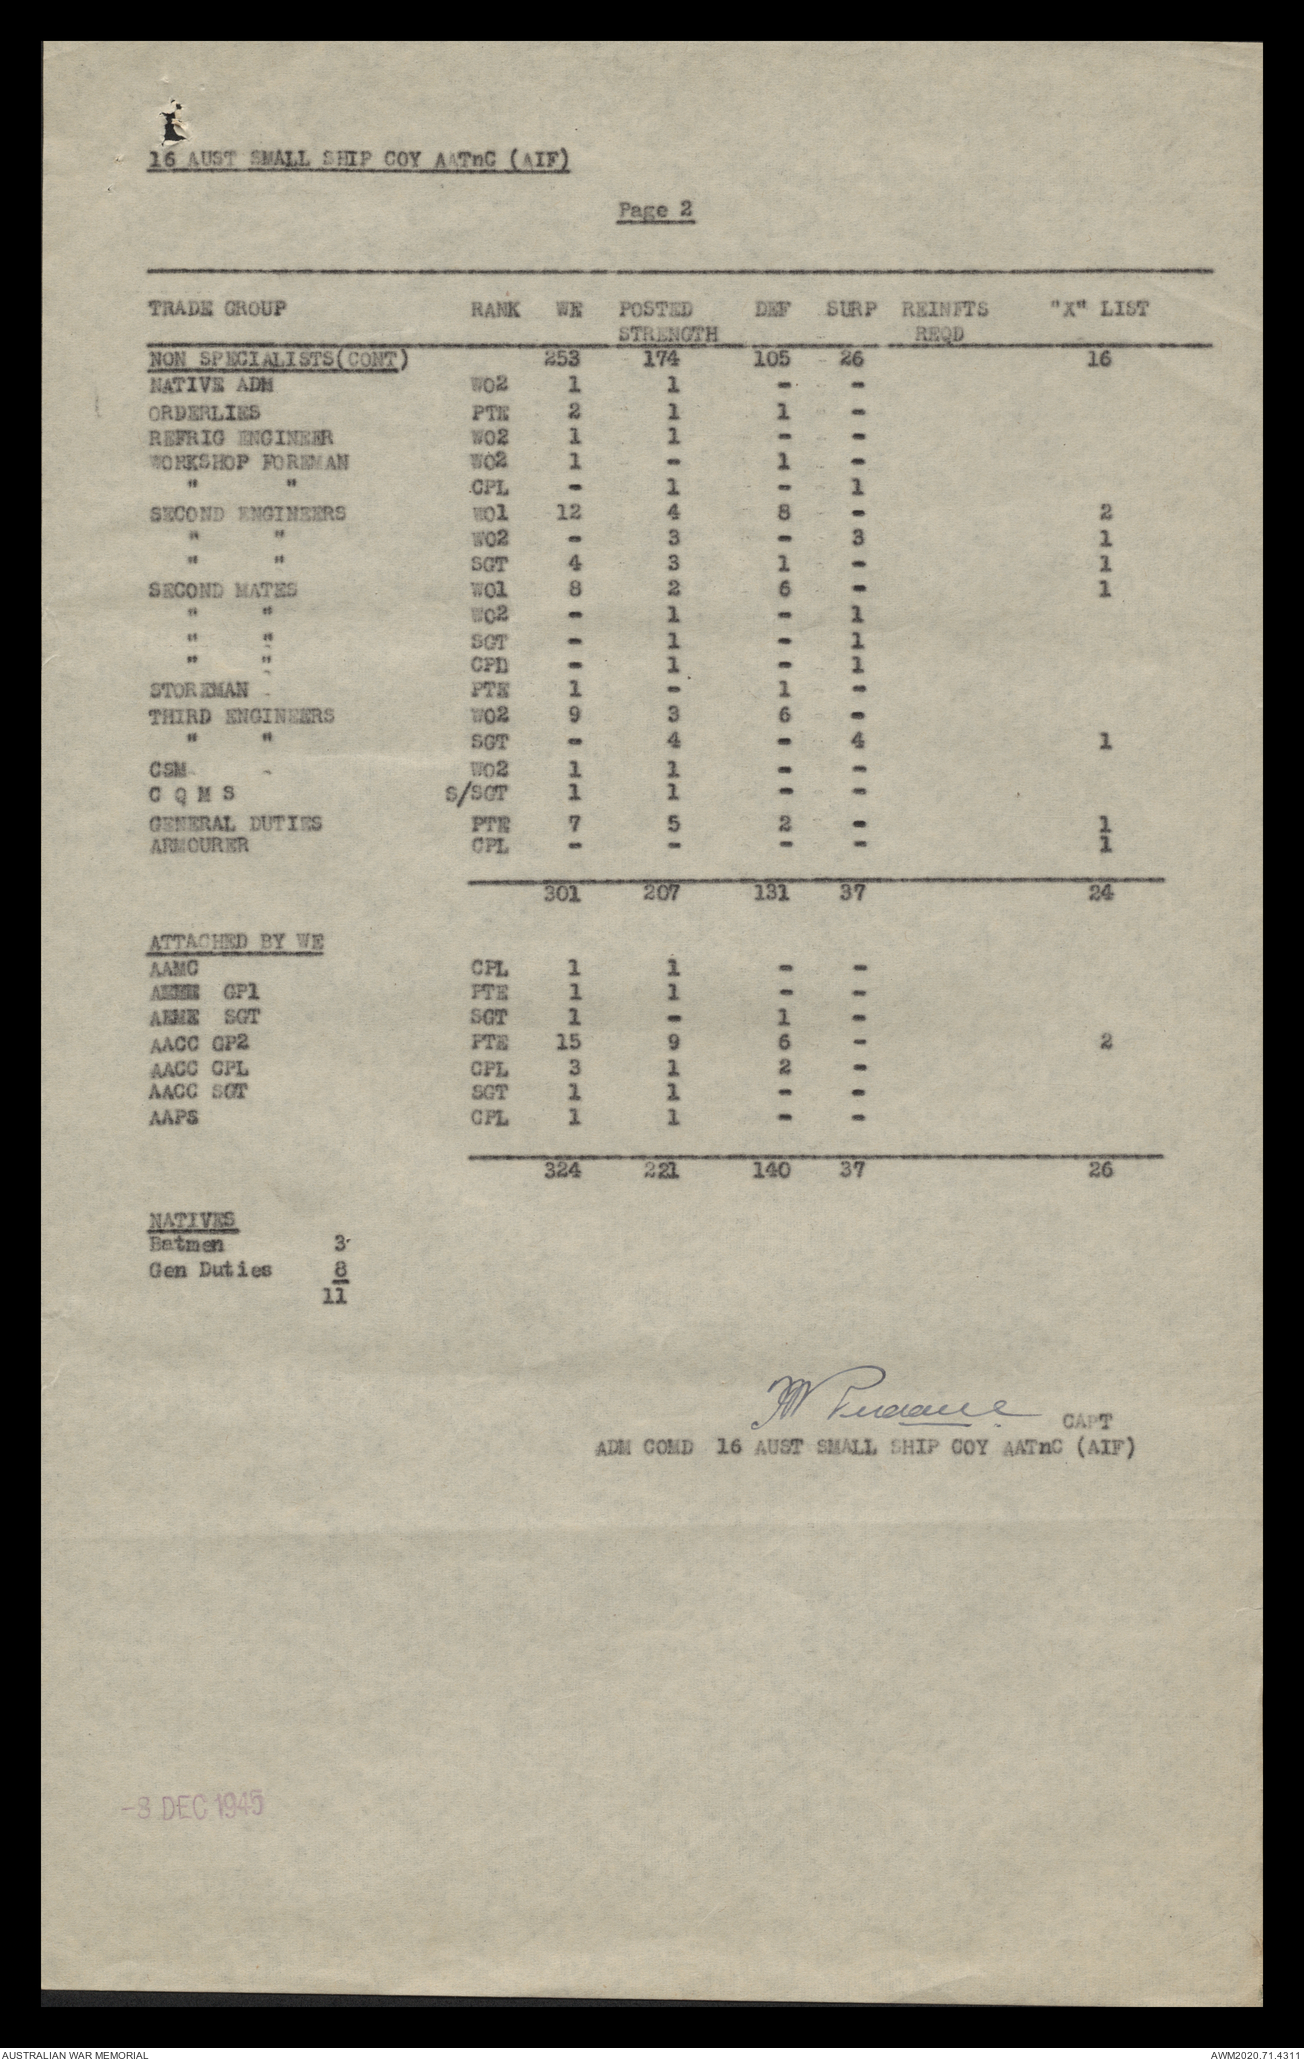 16 AUST SMALL SHIP COY AATnC (AIF)
Page 2
TRADE GROUP RANK WE POSTED DEF SURP REINFTS "X" LIST
STRENGTH REQD
NON SPECIALISTS(CONT) 253 174 105 26 16
NATIVE ADM WO2 1 1 - -
ORDERLIES PTE 2 1 1 -
REFRIG ENGINEER WO2 1 1 - -
WORKSHOP FOREMAN WO2 1 - 1 -
" " CPL - 1 - 1
SECOND ENGINEERS WO1 12 4 8 - 2
" " WO2 - 3 - 3 1
" " SGT 4 3 1 - 1
SECOND MATES WO1 8 2 6 - 1
" " WO2 - 1 - 1
" " SGT - 1 - 1
" " CPL - 1 - 1
STOREMAN PTE 1 - 1 -
THIRD ENGINEERS WO2 9 3 6 -
" " SGT - 4 - 4 1
CSM WO2 1 1 - -
C Q M S S/SGT 1 1 - -
GENERAL DUTIES PTE 7 5 2 - 1
ARMOURER CPL - - - - 1
301 207 131 37 24
ATTACHED BY WE
AAMC CPL 1 1 - -
AEME GP1 PTE 1 1 - -
AEME SGT SGT 1 - 1 -
AACC GP2 PTE 15 9 6 - 2
AACC CPL CPL 3 1 2 -
AACC SGT SGT 1 1 - -
AAPS CPL 1 1 - -
324 221 140 37 26
NATIVES
Batmen 3
Gen Duties 8
11
CAPT
ADM COMD 16 AUST SMALL SHIP COY AATnC (AIF)
-8 DEC 1945
AUSTRALIAN WAR MEMORIAL AWM2020.71.4311